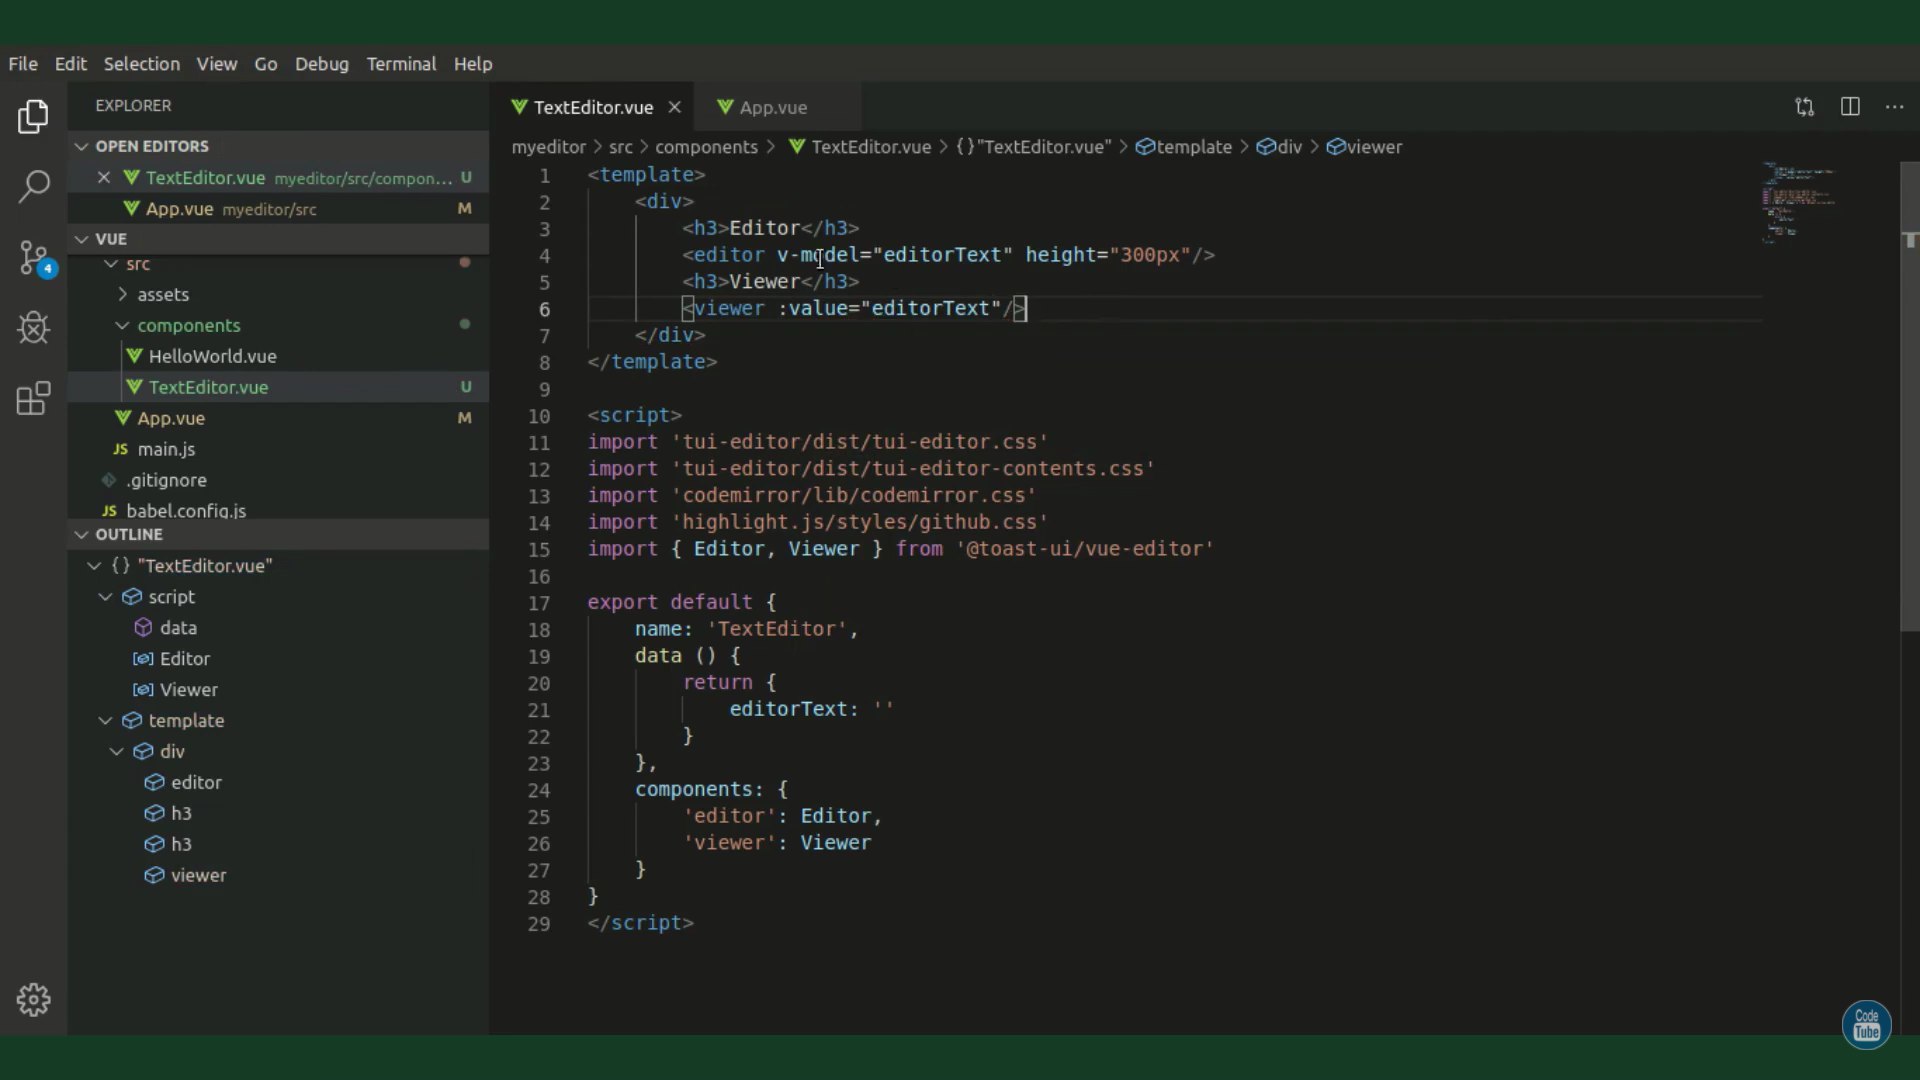 File Edit Selection View Go Debug Terminal Help
EXPLORER
OPEN EDITORS
TextEditor.vue myeditor/src/compon... U
App.vue myeditor/src M
VUE
src
assets
components
HelloWorld.vue
TextEditor.vue U
App.vue M
JS main.js
.gitignore
JS babel.config.js
OUTLINE
{} "TextEditor.vue"
script
data
Editor
Viewer
template
div
editor
h3
h3
viewer
4
TextEditor.vue App.vue
myeditor > src > components > TextEditor.vue > {} "TextEditor.vue" > template > div > viewer
1 <template>
2 <div>
3 <h3>Editor</h3>
4 <editor v-model="editorText" height="300px"/>
5 <h3>Viewer</h3>
6 <viewer :value="editorText"/>
7 </div>
8 </template>
9
10 <script>
11 import 'tui-editor/dist/tui-editor.css'
12 import 'tui-editor/dist/tui-editor-contents.css'
13 import 'codemirror/lib/codemirror.css'
14 import 'highlight.js/styles/github.css'
15 import { Editor, Viewer } from '@toast-ui/vue-editor'
16
17 export default {
18 name: 'TextEditor',
19 data () {
20 return {
21 editorText: ''
22 }
23 },
24 components: {
25 'editor': Editor,
26 'viewer': Viewer
27 }
28 }
29 </script>
Code
Tube